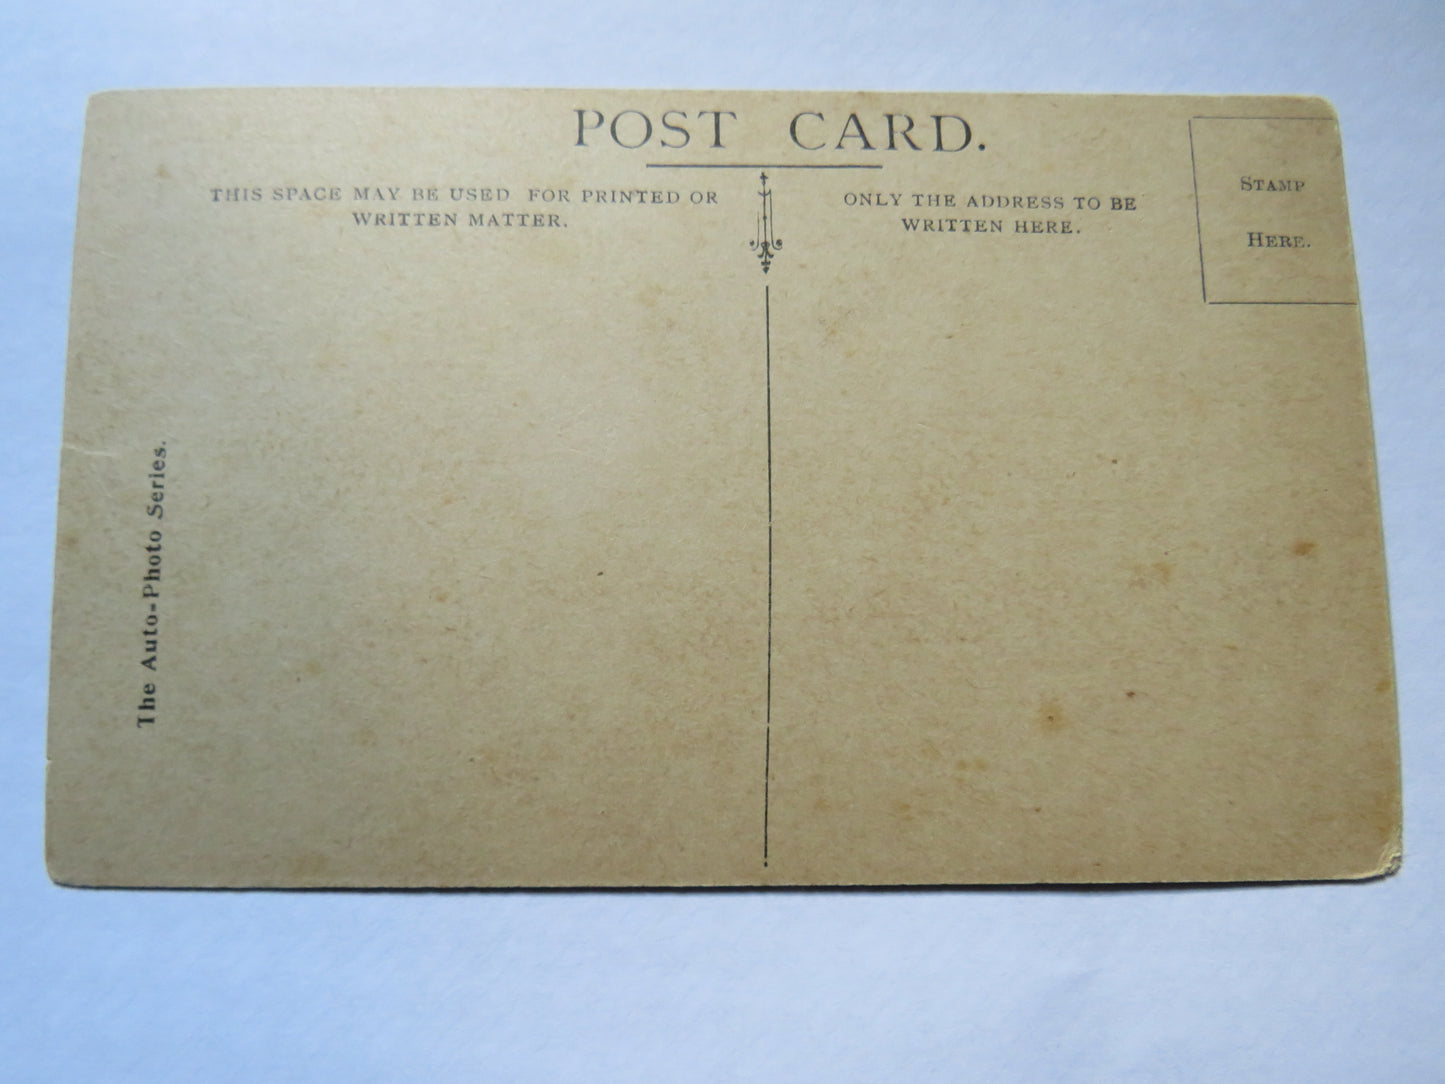 POST CARD.
THIS SPACE MAY BE USED FOR PRINTED OR
WRITTEN MATTER.
ONLY THE ADDRESS TO BE
WRITTEN HERE.
STAMP
HERE.
The Auto-Photo Series.